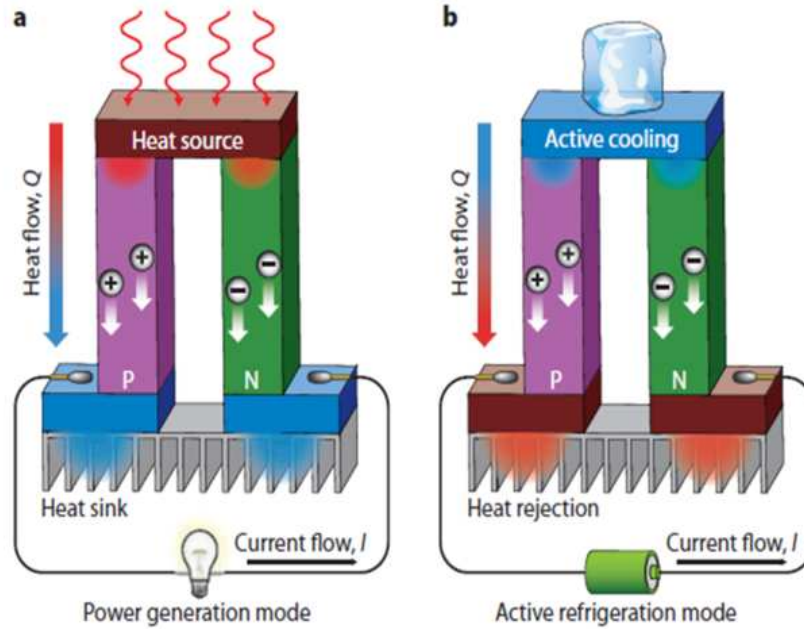 a
Heat source
Heat flow, Q
+
+
−
−
P
N
Heat sink
Current flow, I
Power generation mode
b
Active cooling
Heat flow, Q
+
+
−
−
P
N
Heat rejection
Current flow, I
Active refrigeration mode